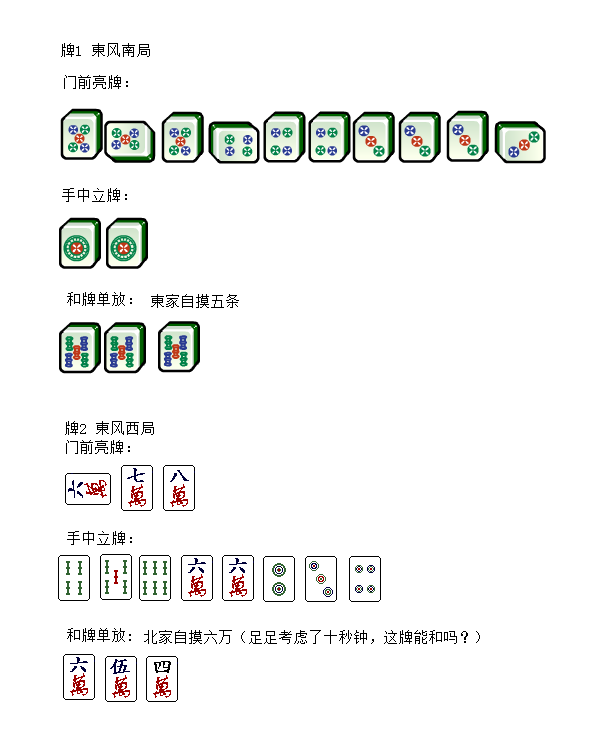 牌1 東风南局
门前亮牌:
手中立牌:
和牌单放: 東家自摸五条
牌2 東风西局
门前亮牌:
六萬 七萬 八萬
手中立牌:
六萬 六萬
和牌单放: 北家自摸六万（足足考虑了十秒钟，这牌能和吗？）
六萬 伍萬 四萬